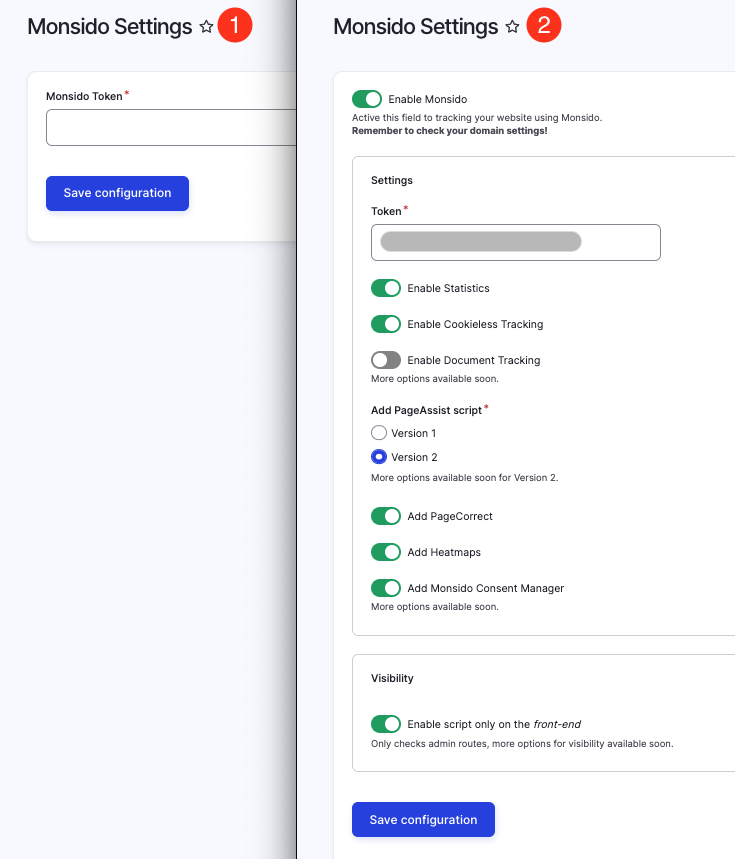 Monsido Settings
1
Monsido Token*
Save configuration
Monsido Settings
2
Enable Monsido
Active this field to tracking your website using Monsido.
Remember to check your domain settings!
Settings
Token*
Enable Statistics
Enable Cookieless Tracking
Enable Document Tracking
More options available soon.
Add PageAssist script*
Version 1
Version 2
More options available soon for Version 2.
Add PageCorrect
Add Heatmaps
Add Monsido Consent Manager
More options available soon.
Visibility
Enable script only on the front-end
Only checks admin routes, more options for visibility available soon.
Save configuration